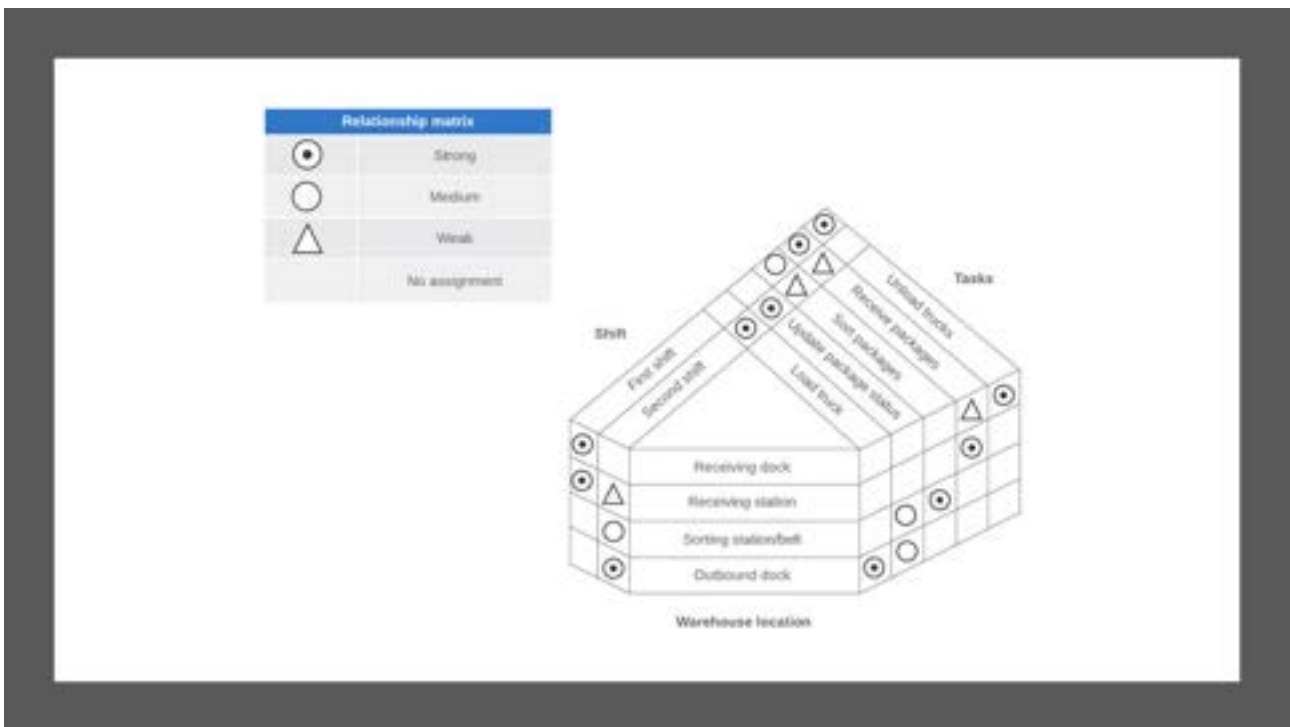 Relationship matrix
Strong
Medium
Weak
No assignment
Shift
Tasks
First shift
Second shift
Unload trucks
Receive packages
Sort packages
Update package status
Load truck
Receiving dock
Receiving station
Sorting station/belt
Outbound dock
Warehouse location